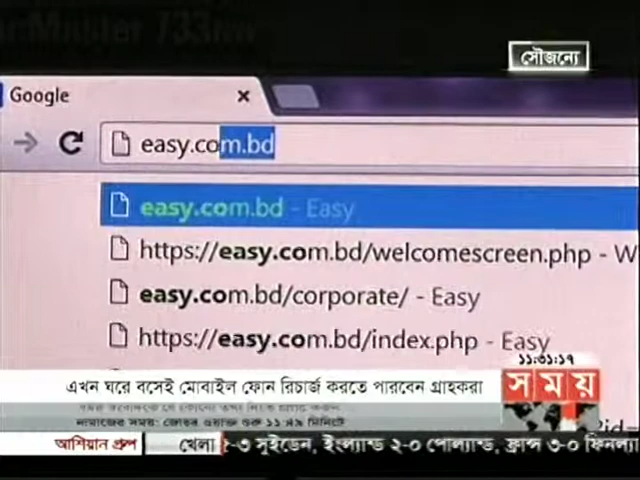 সৌজন্যে
Google
easy.com.bd
easy.com.bd - Easy
https://easy.com.bd/welcomescreen.php - W
easy.com.bd/corporate/ - Easy
https://easy.com.bd/index.php - Easy
১১:৩১:১৭
এখন ঘরে বসেই মোবাইল ফোন রিচার্জ করতে পারবেন গ্রাহকরা
সময়
আশিয়ান গ্রুপ
খেলা ২-৩ সুইডেন, ইংল্যান্ড ২-০ পোল্যান্ড, ফ্রান্স ৩-০ ফিনল্যা